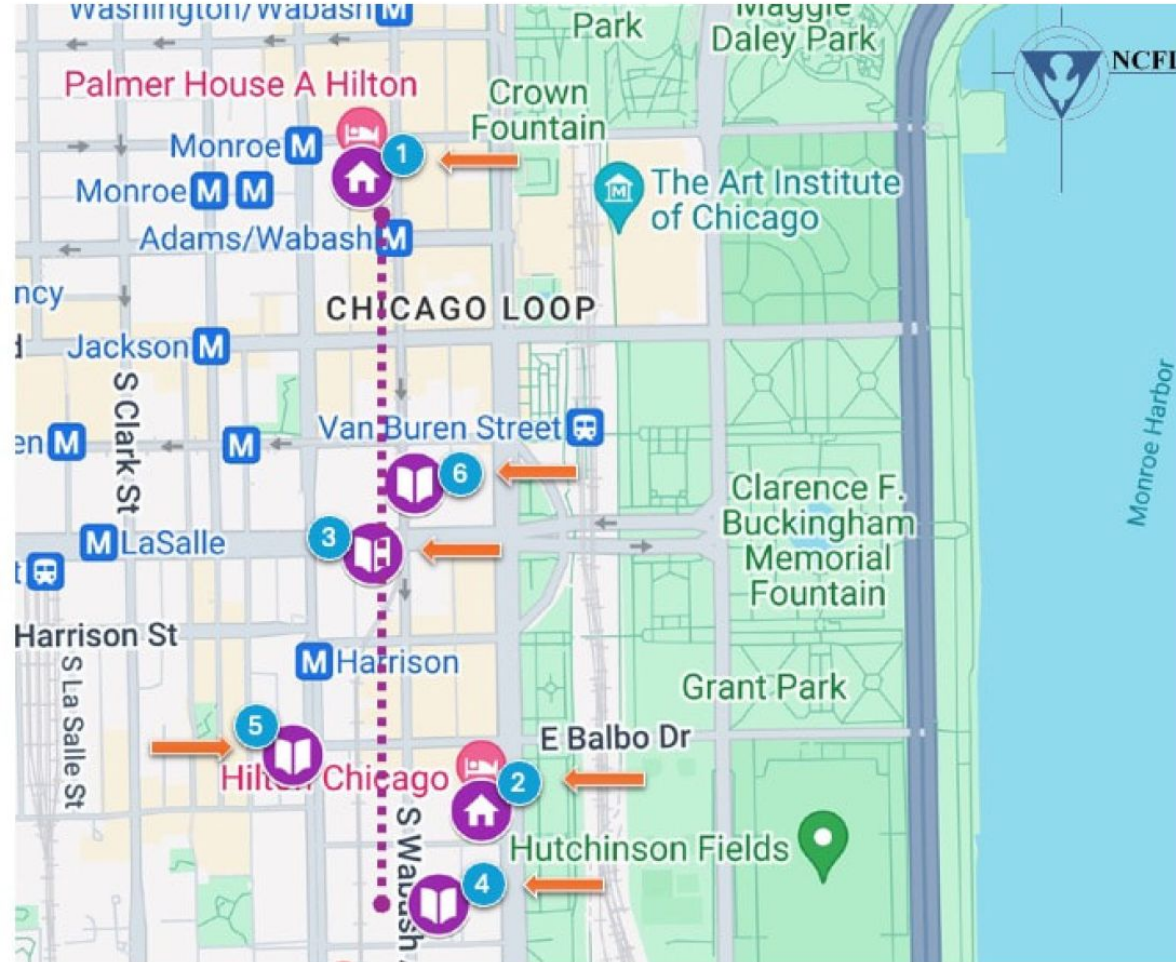 Washington/Wabash M
Park
Maggie
Daley Park
NCFI
Palmer House A Hilton
Crown
Fountain
Monroe M
1
Monroe M M
The Art Institute
of Chicago
M
Adams/Wabash M
ncy
CHICAGO LOOP
Jackson M
S Clark St
Monroe Harbor
Van Buren Street
en M
M
6
Clarence F.
Buckingham
Memorial
Fountain
3
M LaSalle
t
Harrison St
S La Salle St
M Harrison
Grant Park
5
E Balbo Dr
Hilton Chicago
2
S Wabash
Hutchinson Fields
4